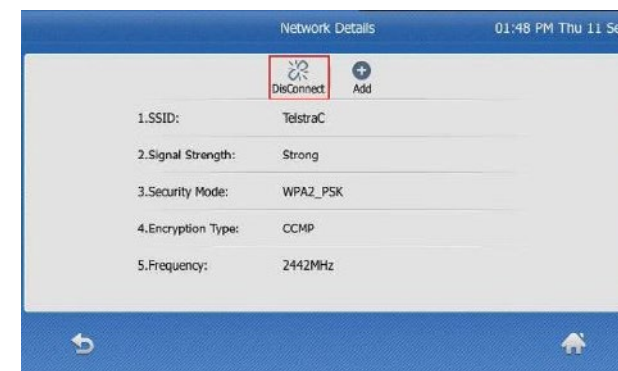 Network Details 01:48 PM Thu 11 Se
DisConnect Add
1.SSID: TelstraC
2.Signal Strength: Strong
3.Security Mode: WPA2_PSK
4.Encryption Type: CCMP
5.Frequency: 2442MHz